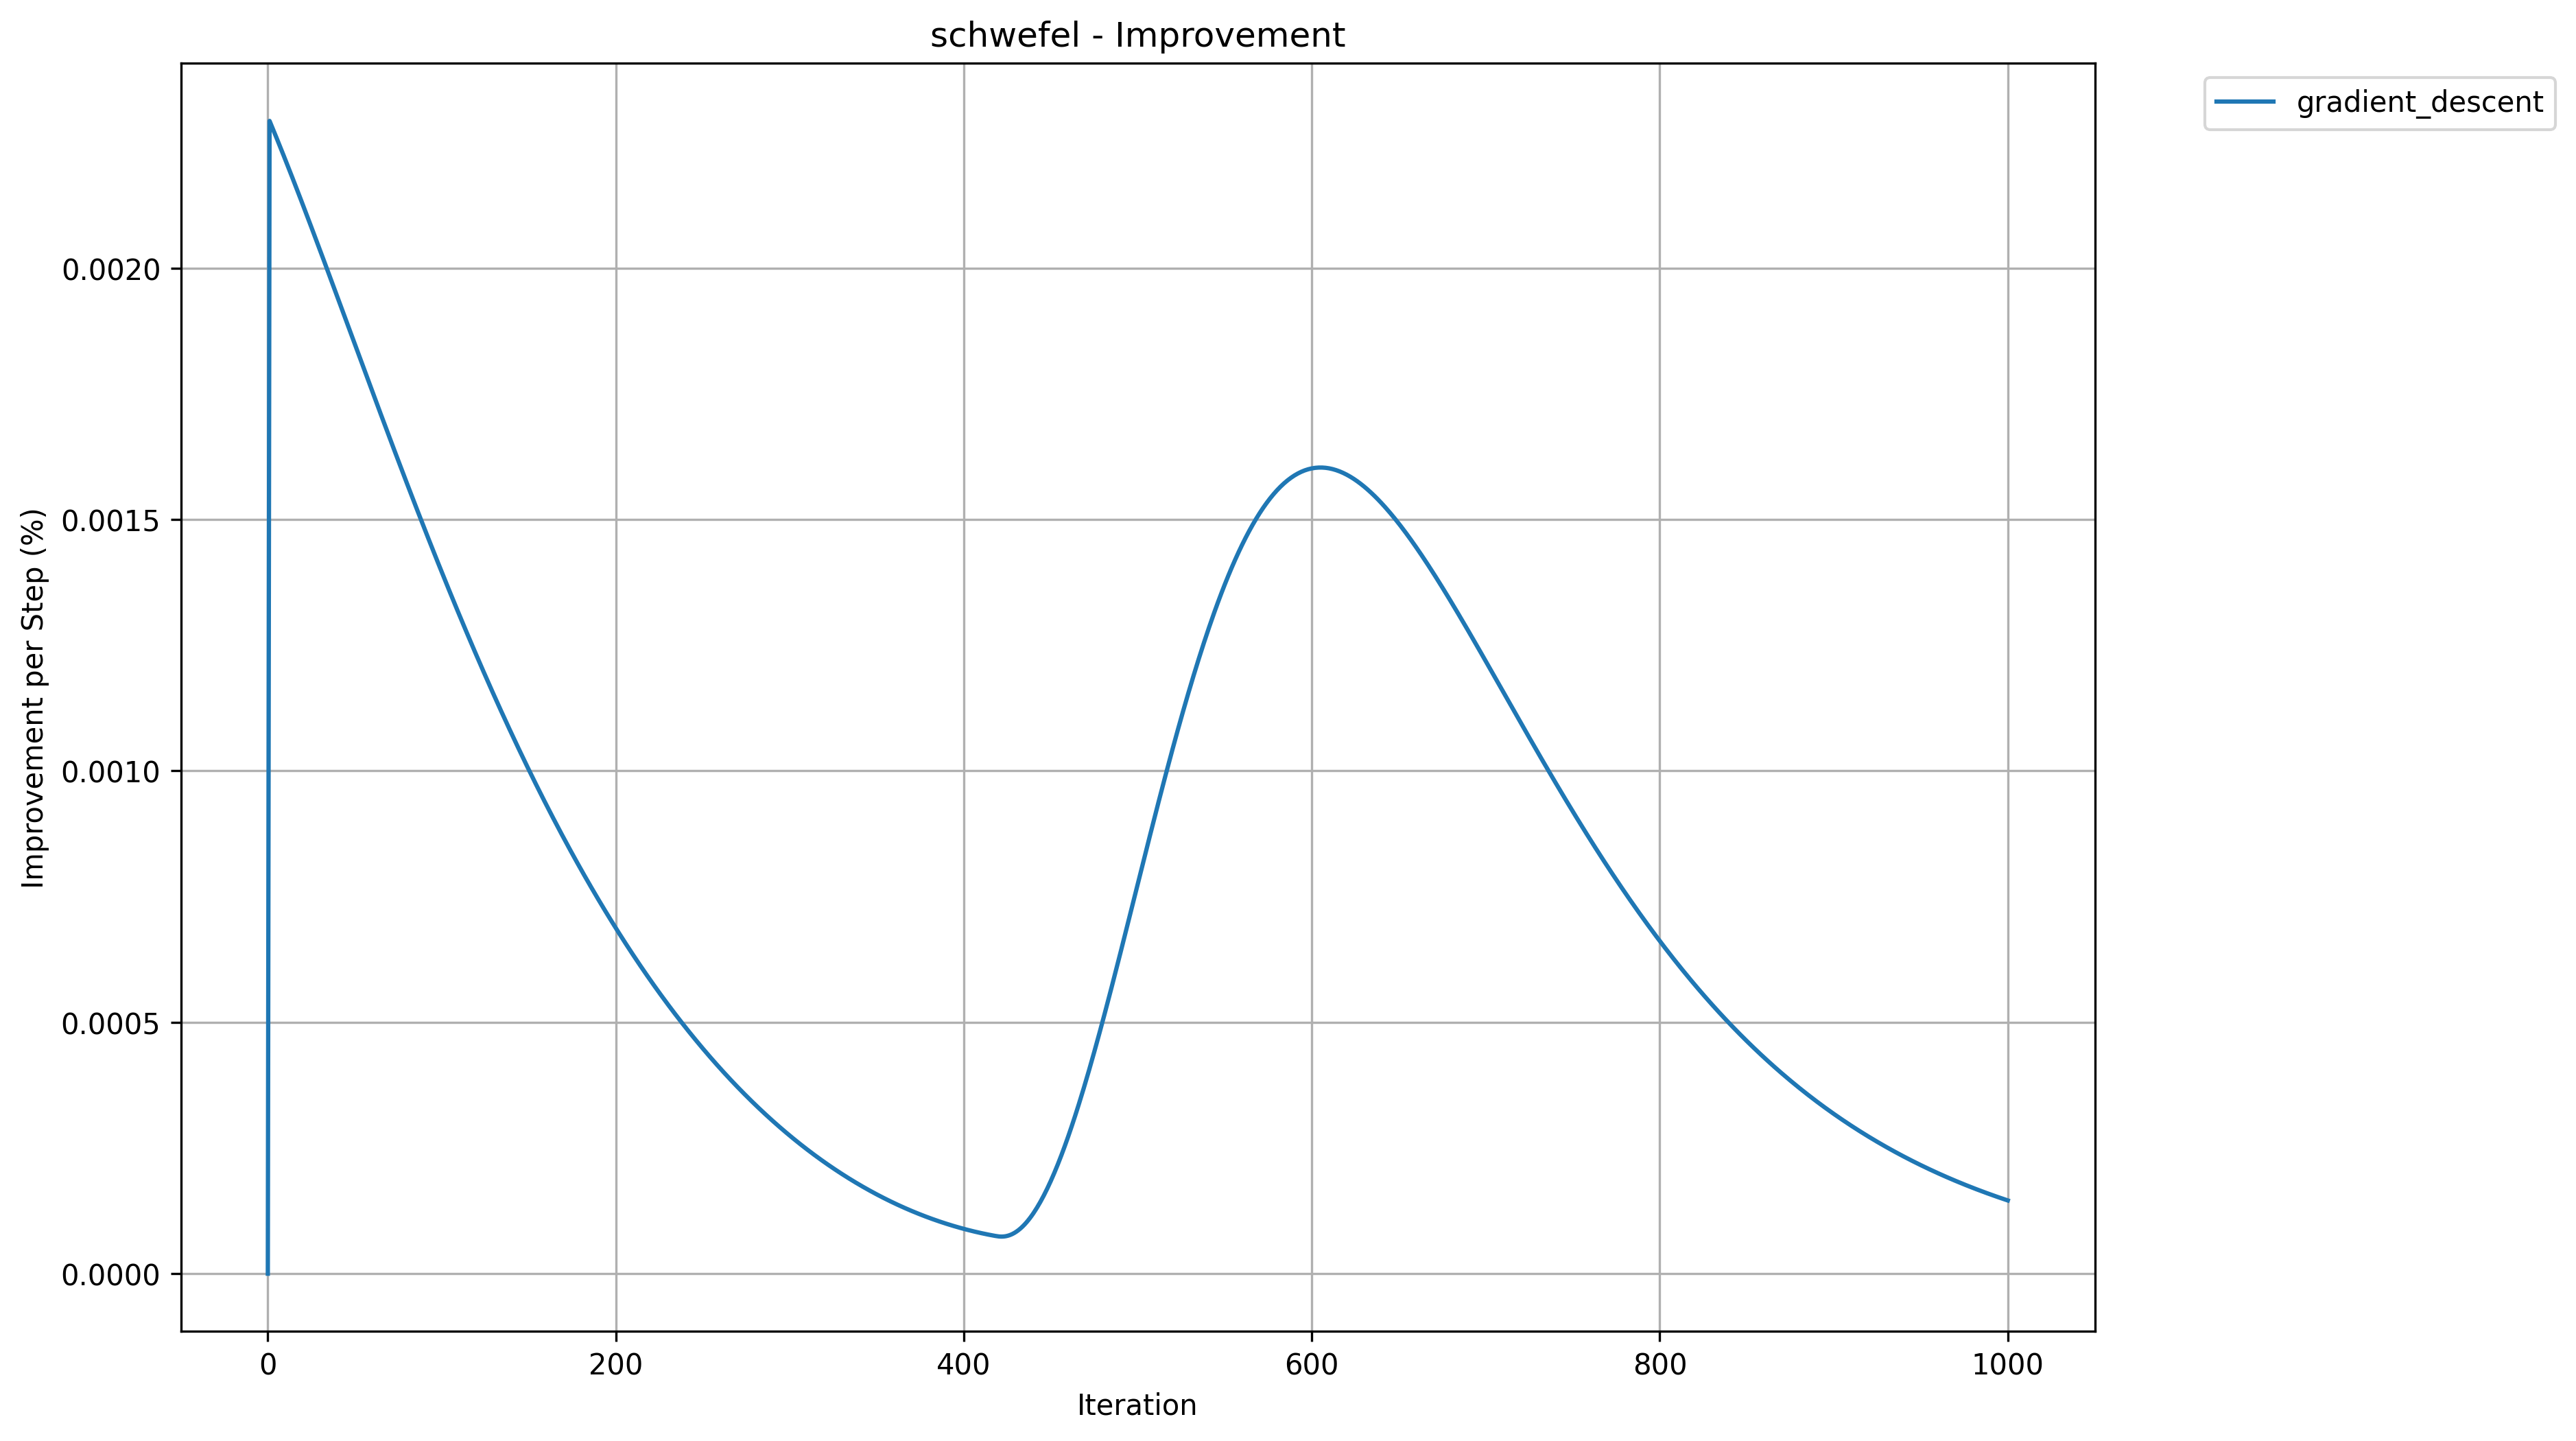 schwefel - Improvement
gradient_descent
Improvement per Step (%)
0.0020
0.0015
0.0010
0.0005
0.0000
0 200 400 600 800 1000
Iteration